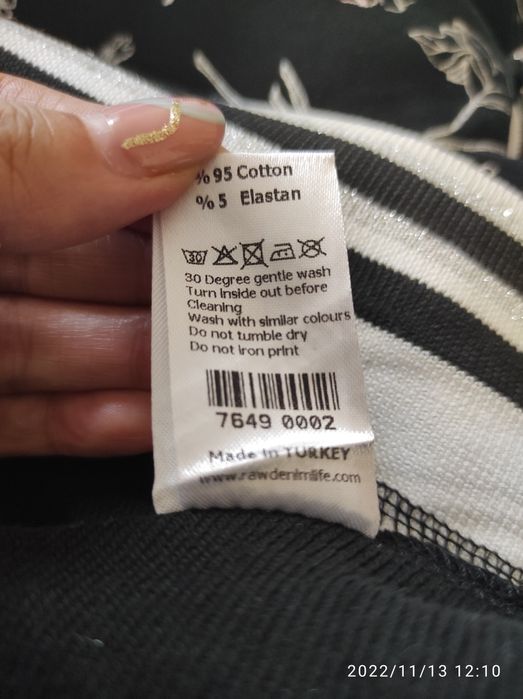 %95 Cotton
%5 Elastan
30
30 Degree gentle wash
Turn inside out before
Cleaning
Wash with similar colours
Do not tumble dry
Do not iron print
7649 0002
Made in TURKEY
www.rawdenimlife.com
2022/11/13 12:10